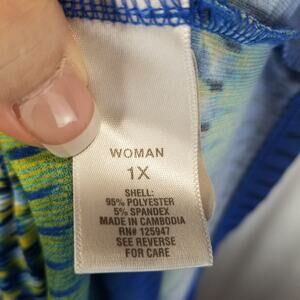 WOMAN
1X
SHELL:
95% POLYESTER
5% SPANDEX
MADE IN CAMBODIA
RN# 125947
SEE REVERSE
FOR CARE